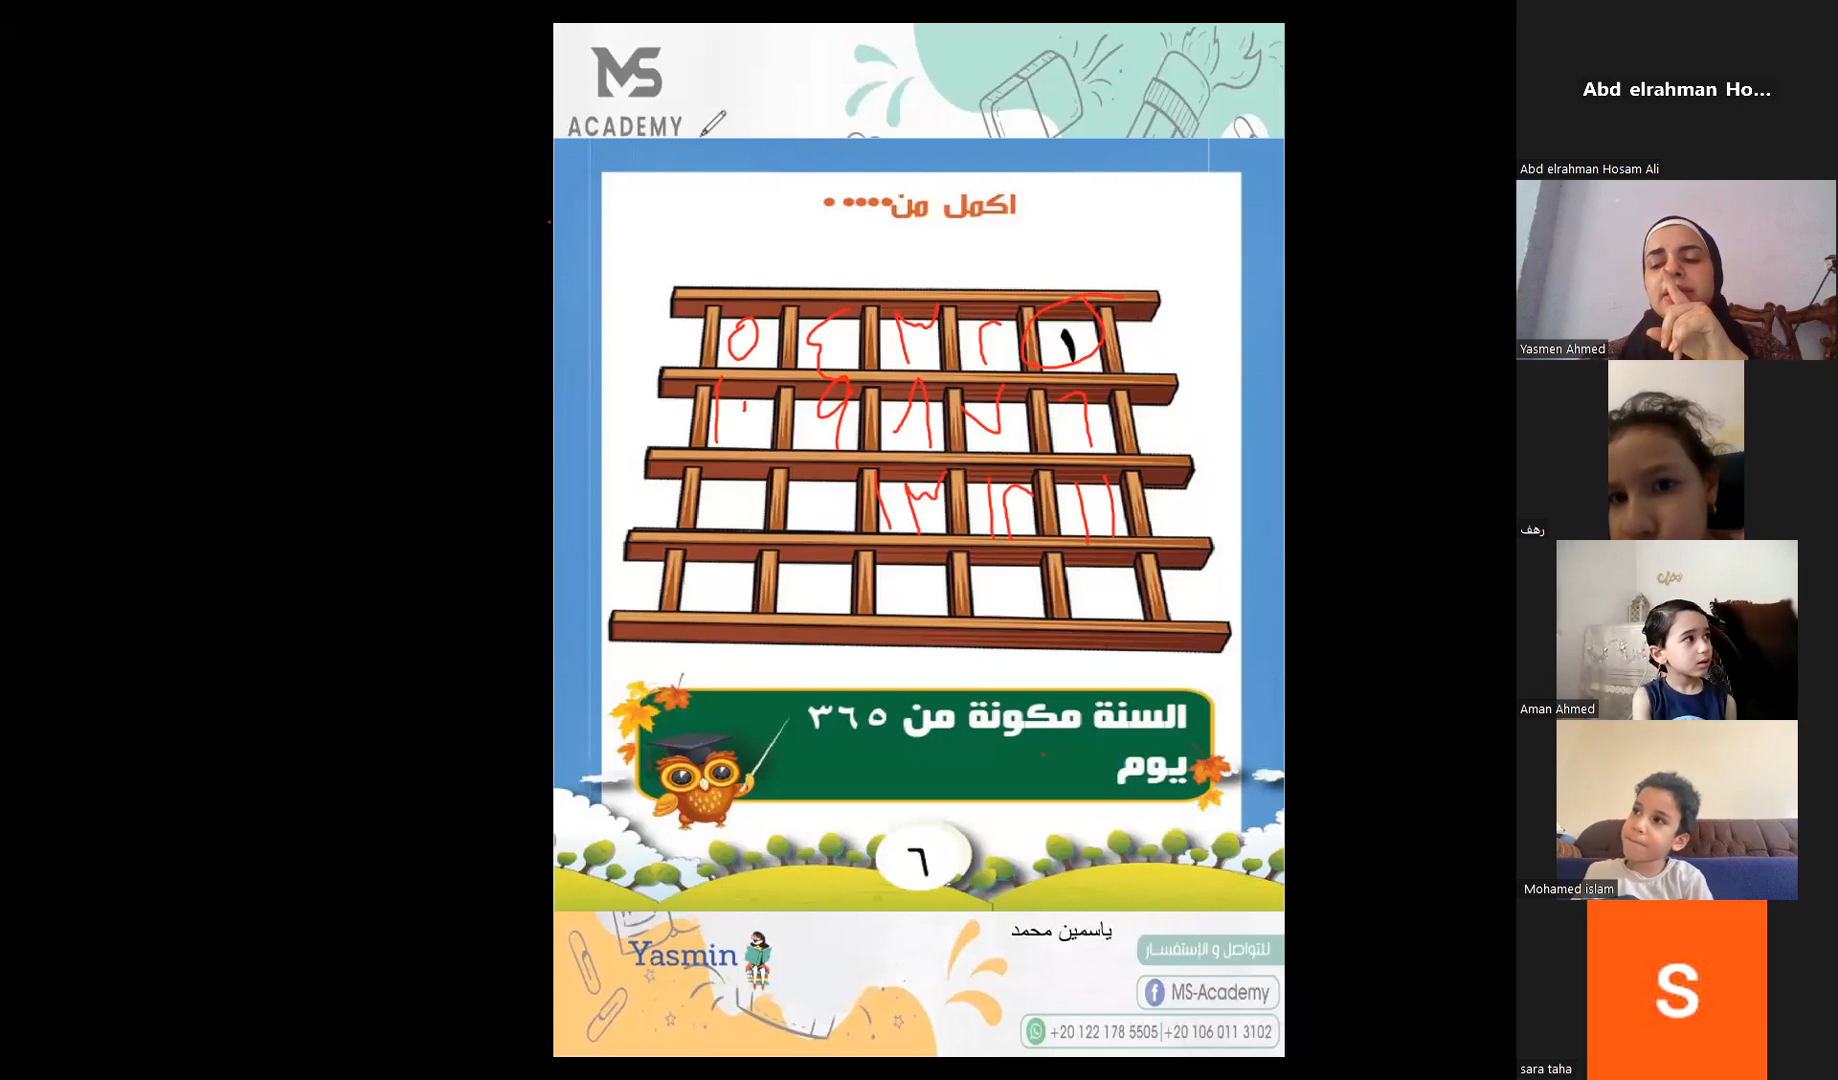 MS
ACADEMY
اكمل من.....
١ ٢ ٣ ٤ ٥
٦ ٧ ٨ ٩ ١٠
١١ ١٢ ١٣
السنة مكونة من ٣٦٥
يوم
٦
Yasmin
ياسمين محمد
للتواصل و الإستفسار
MS-Academy
+20 122 178 5505|+20 106 011 3102
Abd elrahman Ho...
Abd elrahman Hosam Ali
Yasmen Ahmed
رهف
Aman Ahmed
Mohamed islam
S
sara taha